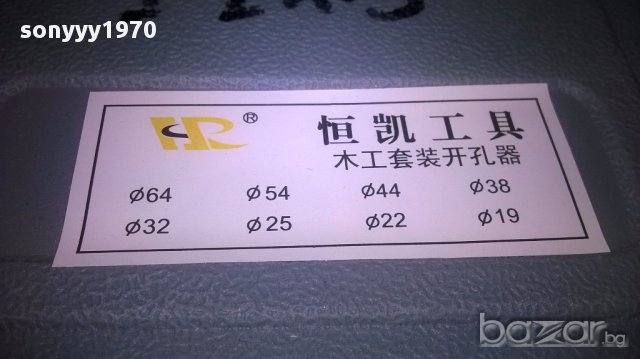 sonyyy1970
®
恒凯工具
木工套装开孔器
Ø64 Ø54 Ø44 Ø38
Ø32 Ø25 Ø22 Ø19
bazar.bg